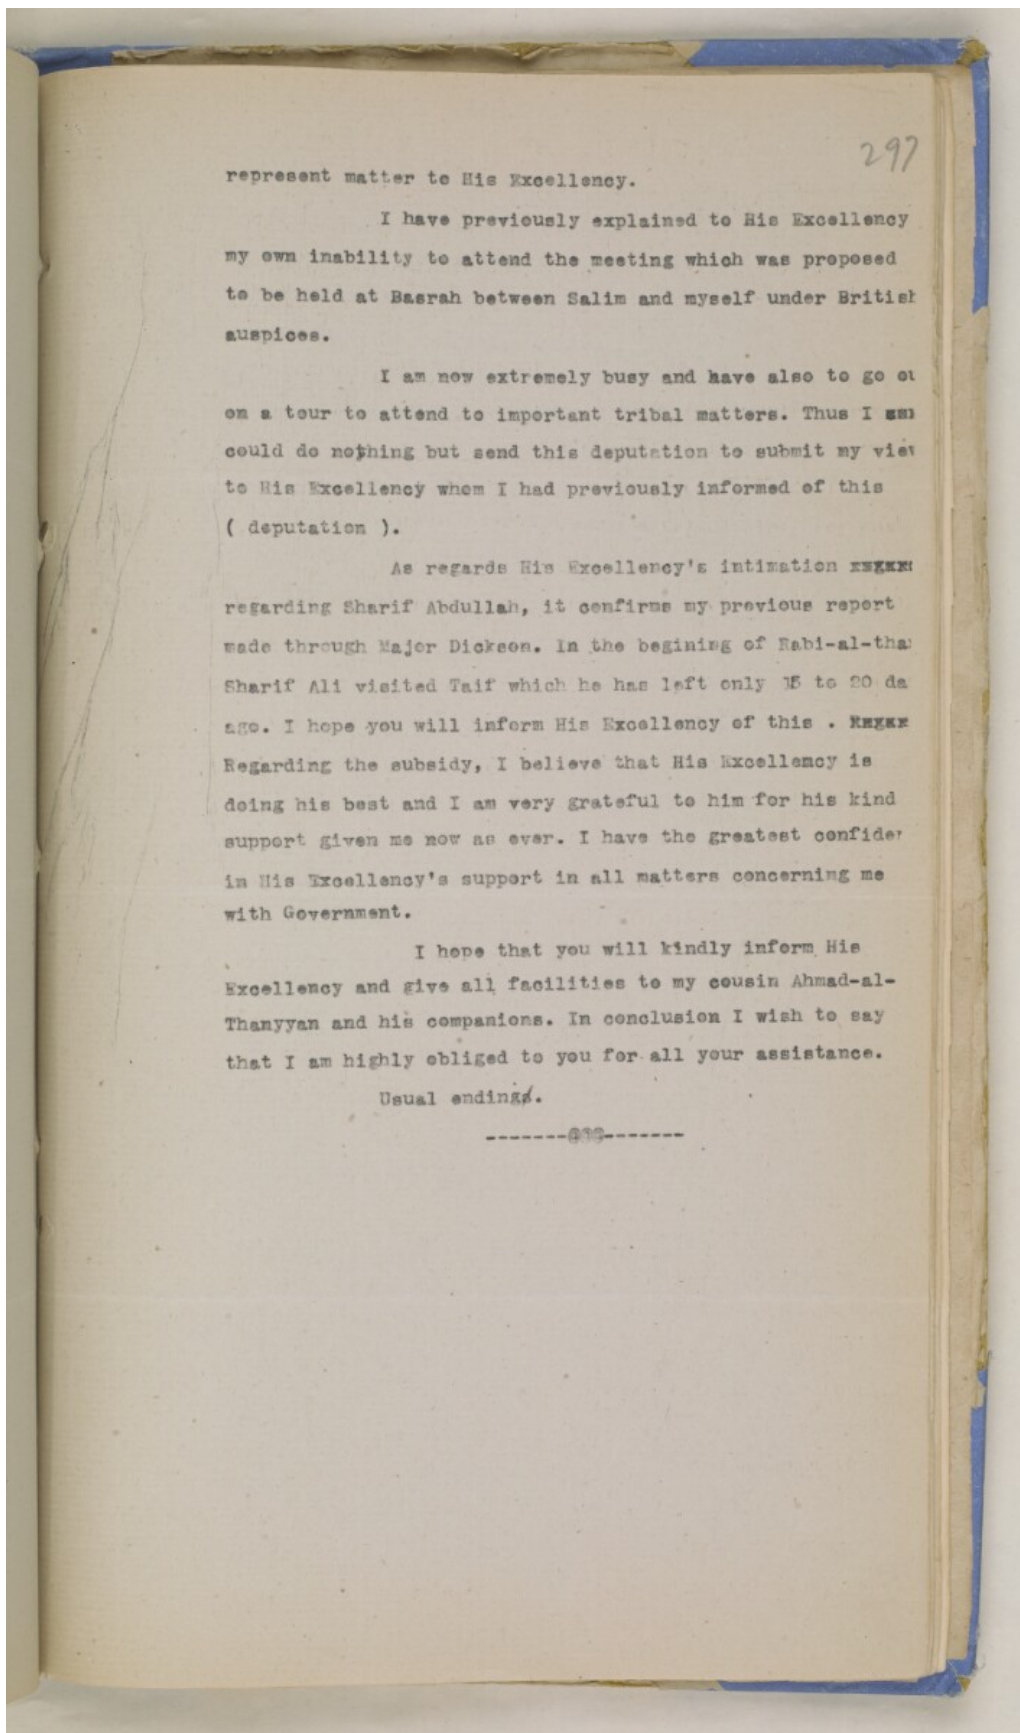 297
represent matter to His Excellency.
I have previously explained to His Excellency
my own inability to attend the meeting which was proposed
to be held at Basrah between Salim and myself under British
auspices.
I am now extremely busy and have also to go ou
on a tour to attend to important tribal matters. Thus I
could do nothing but send this deputation to submit my view
to His Excellency whom I had previously informed of this
( deputation ).
As regards His Excellency's intimation
regarding Sharif Abdullah, it confirms my previous report
made through Major Dickson. In the begining of Rabi-al-tha
Sharif Ali visited Taif which he has left only 15 to 20 da
ago. I hope you will inform His Excellency of this .
Regarding the subsidy, I believe that His Excellency is
doing his best and I am very grateful to him for his kind
support given me now as ever. I have the greatest confiden
in His Excellency's support in all matters concerning me
with Government.
I hope that you will kindly inform His
Excellency and give all facilities to my cousin Ahmad-al-
Thanyyan and his companions. In conclusion I wish to say
that I am highly obliged to you for all your assistance.
Usual ending.